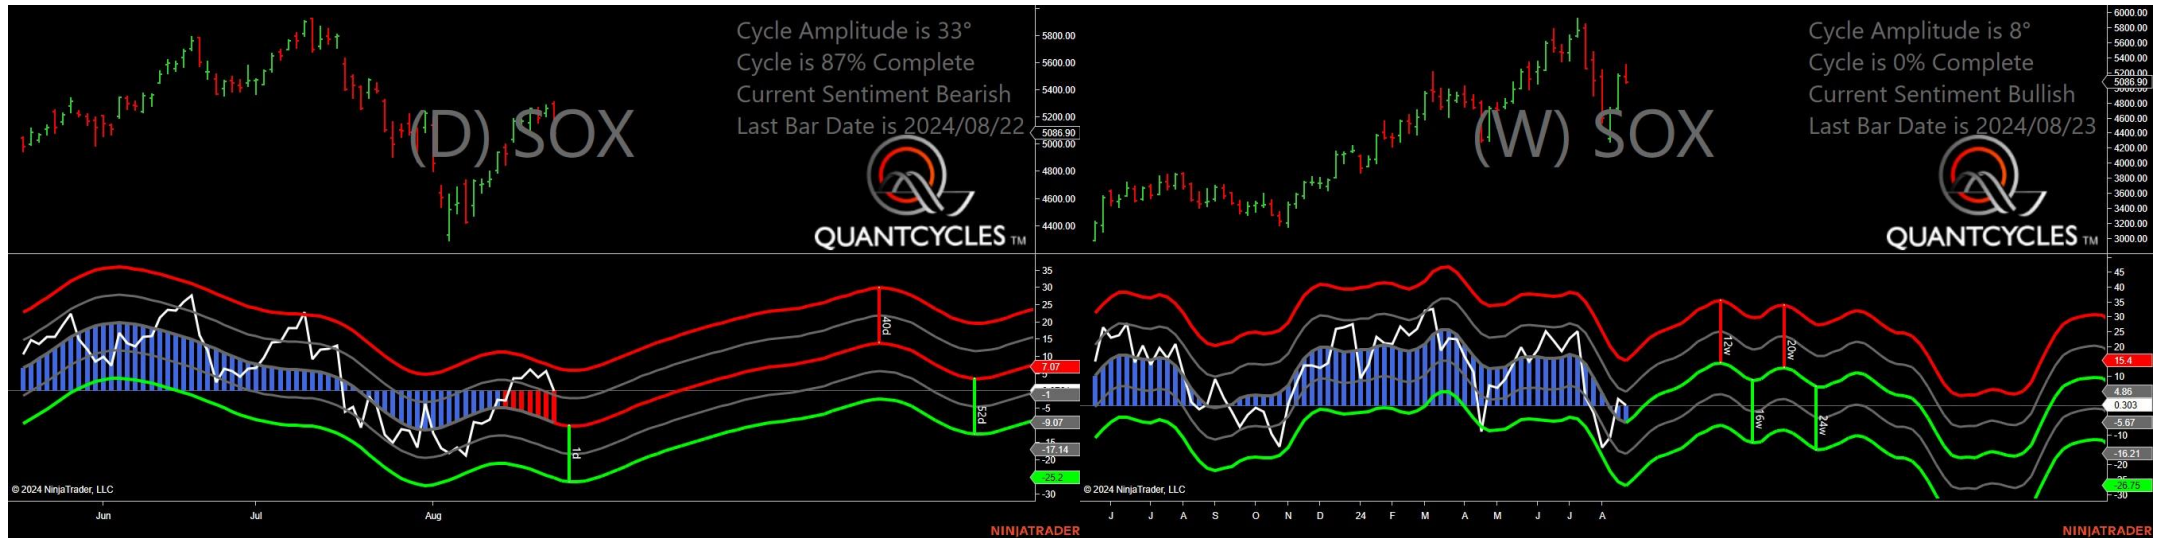 Cycle Amplitude is 33°
Cycle is 87% Complete
Current Sentiment Bearish
Last Bar Date is 2024/08/22
(D) SOX
QUANTCYCLES TM
5800.00
5600.00
5400.00
5200.00
5086.90
5000.00
4800.00
4600.00
4400.00
35
30
25
20
15
10
7.07
5
-1
-5
-9.07
-15
-17.14
-20
-25.2
-30
40d
52d
1d
© 2024 NinjaTrader, LLC
Jun
Jul
Aug
NINJATRADER
Cycle Amplitude is 8°
Cycle is 0% Complete
Current Sentiment Bullish
Last Bar Date is 2024/08/23
(W) SOX
QUANTCYCLES TM
6000.00
5800.00
5400.00
5200.00
5086.90
4800.00
4400.00
4200.00
4000.00
3600.00
3400.00
3200.00
3000.00
45
40
35
30
25
20
15.4
10
4.86
0.303
-5.67
-10
-16.21
-20
-26.75
-30
12w
20w
16w
24w
© 2024 NinjaTrader, LLC
J
J
A
S
O
N
D
24
F
M
A
M
J
J
A
NINJATRADER